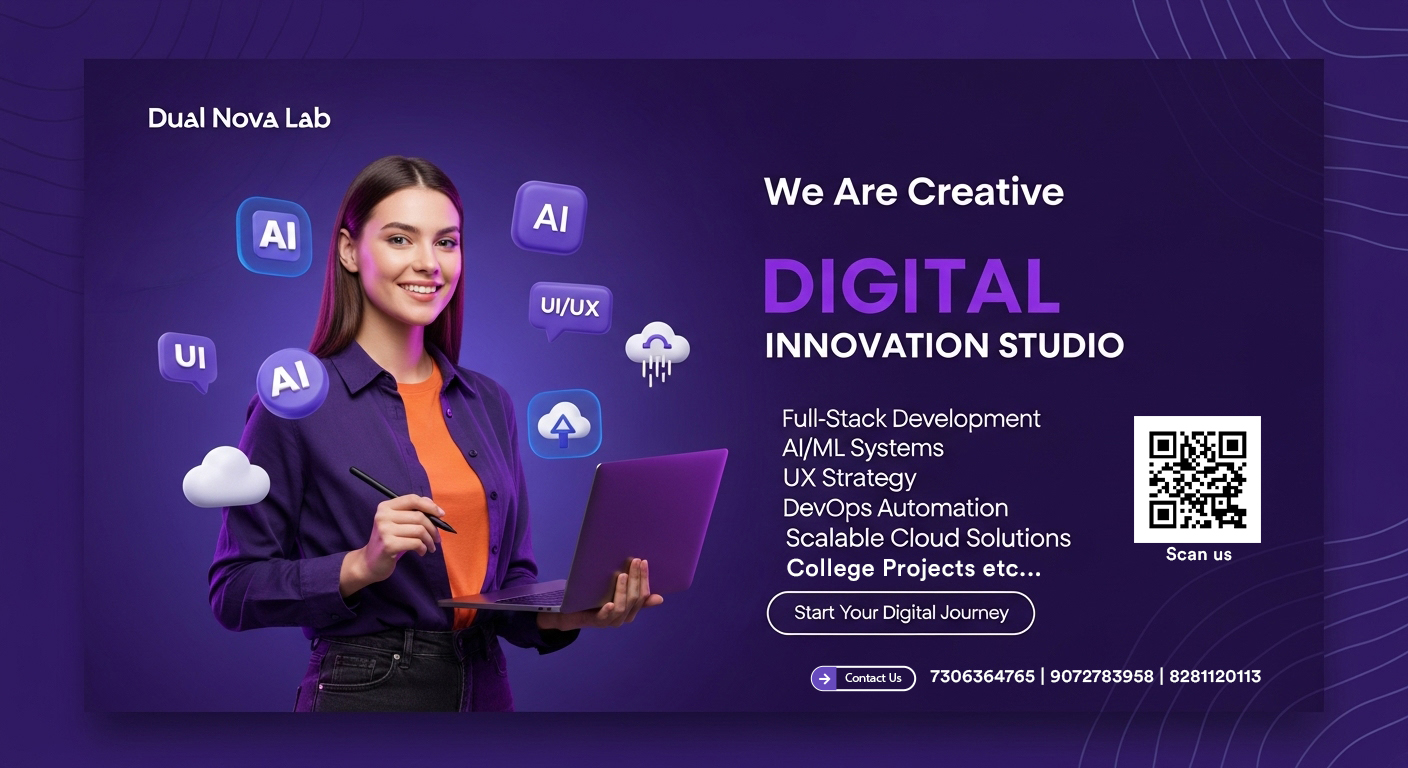 Dual Nova Lab
AI
AI
UI/UX
UI
AI
We Are Creative
DIGITAL
INNOVATION STUDIO
Full-Stack Development
AI/ML Systems
UX Strategy
DevOps Automation
Scalable Cloud Solutions
College Projects etc...
Scan us
Start Your Digital Journey
Contact Us 7306364765 | 9072783958 | 8281120113